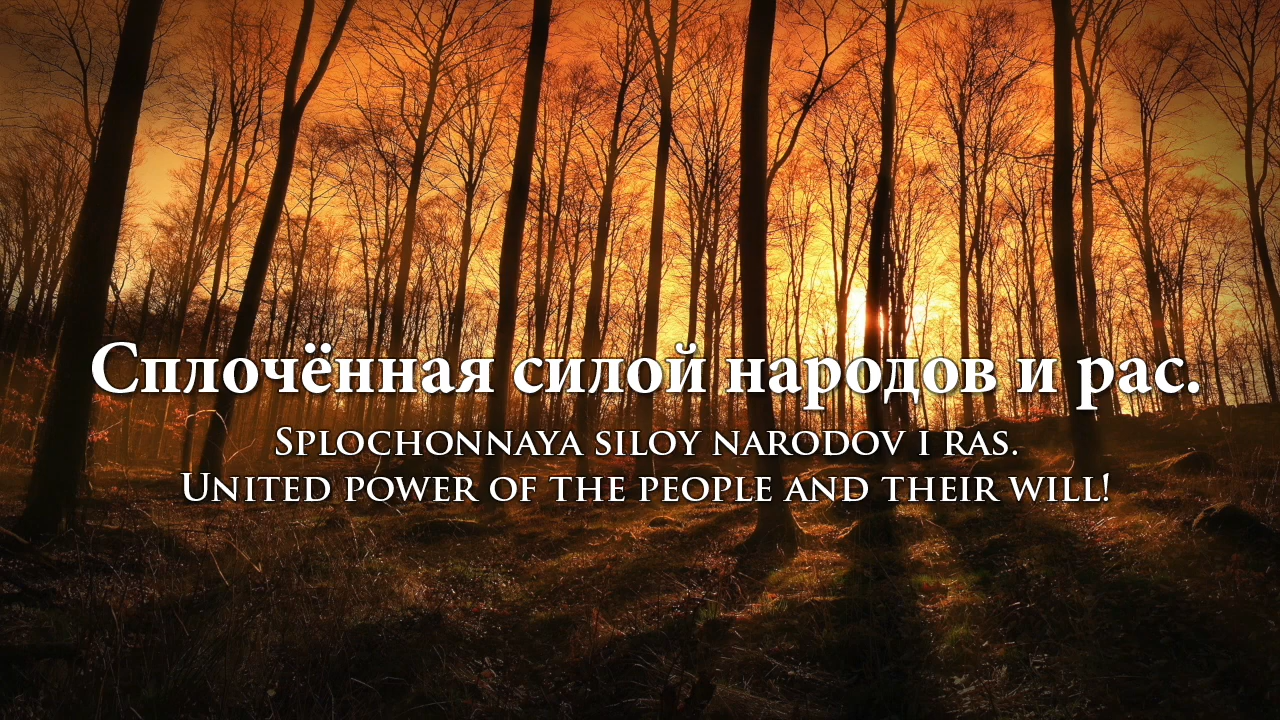 Сплочённая силой народов и рас.
Splochonnaya siloy narodov i ras.
United power of the people and their will!